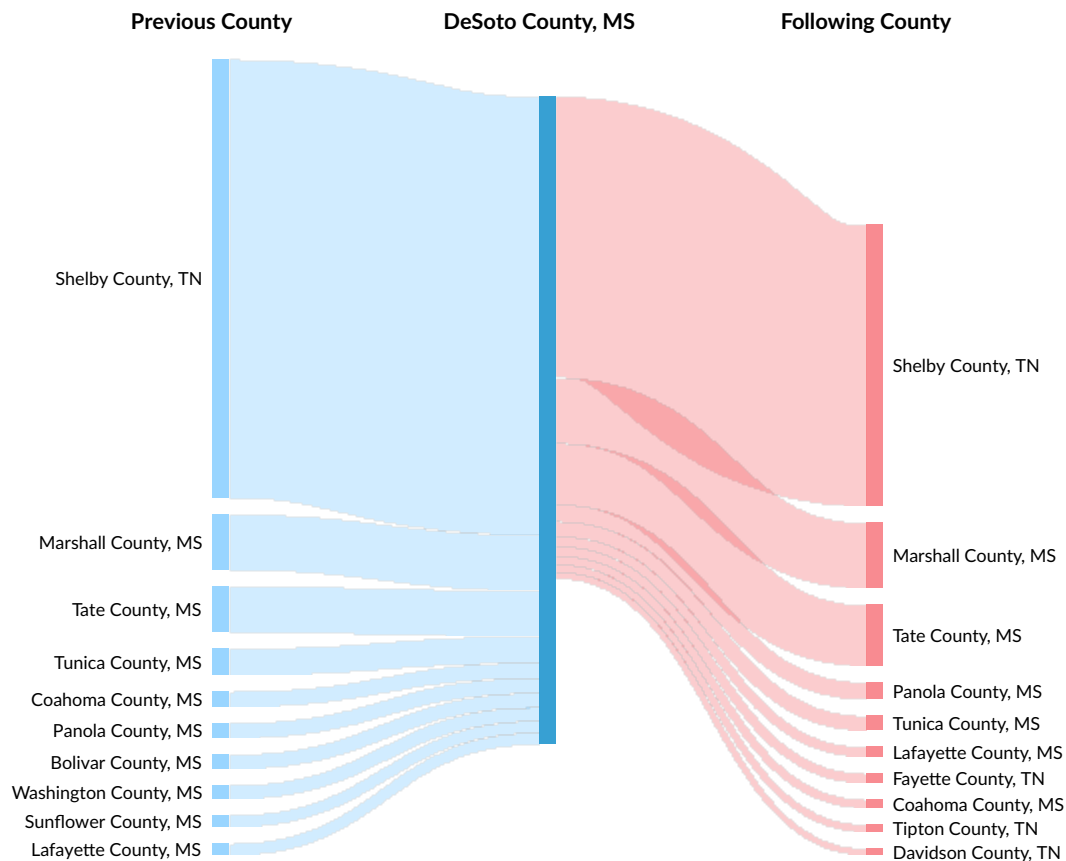 Previous County
DeSoto County, MS
Following County
Shelby County, TN
Marshall County, MS
Tate County, MS
Tunica County, MS
Coahoma County, MS
Panola County, MS
Bolivar County, MS
Washington County, MS
Sunflower County, MS
Lafayette County, MS
Shelby County, TN
Marshall County, MS
Tate County, MS
Panola County, MS
Tunica County, MS
Lafayette County, MS
Fayette County, TN
Coahoma County, MS
Tipton County, TN
Davidson County, TN